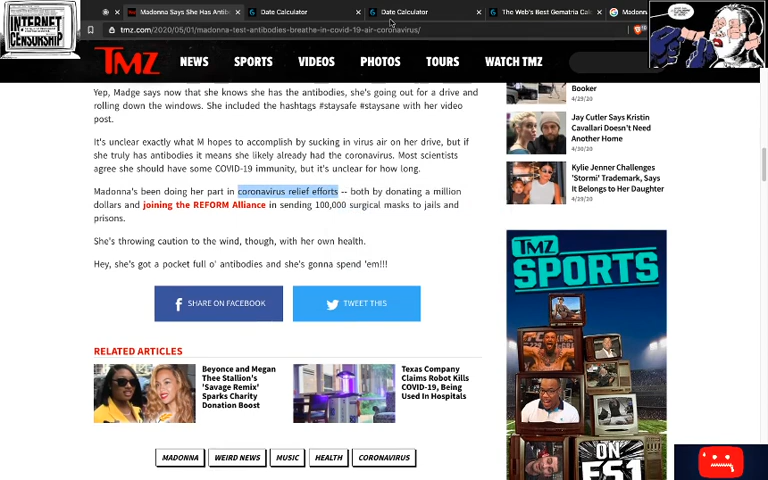 INTERNET
CENSORSHIP
Madonna Says She Has Antib
Date Calculator
Date Calculator
The Web's Best Gematria Cal
Madonn
tmz.com/2020/05/01/madonna-test-antibodies-breathe-in-covid-19-air-coronavirus/
TMZ
NEWS
SPORTS
VIDEOS
PHOTOS
TOURS
WATCH TMZ
Yep, Madge says now that she knows she has the antibodies, she's going out for a drive and
rolling down the windows. She included the hashtags #staysafe #staysane with her video
post.
It's unclear exactly what M hopes to accomplish by sucking in virus air on her drive, but if
she truly has antibodies it means she likely already had the coronavirus. Most scientists
agree she should have some COVID-19 immunity, but it's unclear for how long.
Madonna's been doing her part in coronavirus relief efforts -- both by donating a million
dollars and joining the REFORM Alliance in sending 100,000 surgical masks to jails and
prisons.
She's throwing caution to the wind, though, with her own health.
Hey, she's got a pocket full o' antibodies and she's gonna spend 'em!!!
SHARE ON FACEBOOK
TWEET THIS
RELATED ARTICLES
Beyonce and Megan
Thee Stallion's
'Savage Remix'
Sparks Charity
Donation Boost
Texas Company
Claims Robot Kills
COVID-19, Being
Used In Hospitals
MADONNA
WEIRD NEWS
MUSIC
HEALTH
CORONAVIRUS
Booker
4/29/20
Jay Cutler Says Kristin
Cavallari Doesn't Need
Another Home
4/30/20
Kylie Jenner Challenges
'Stormi' Trademark, Says
It Belongs to Her Daughter
4/29/20
TMZ
SPORTS
ON
FS1